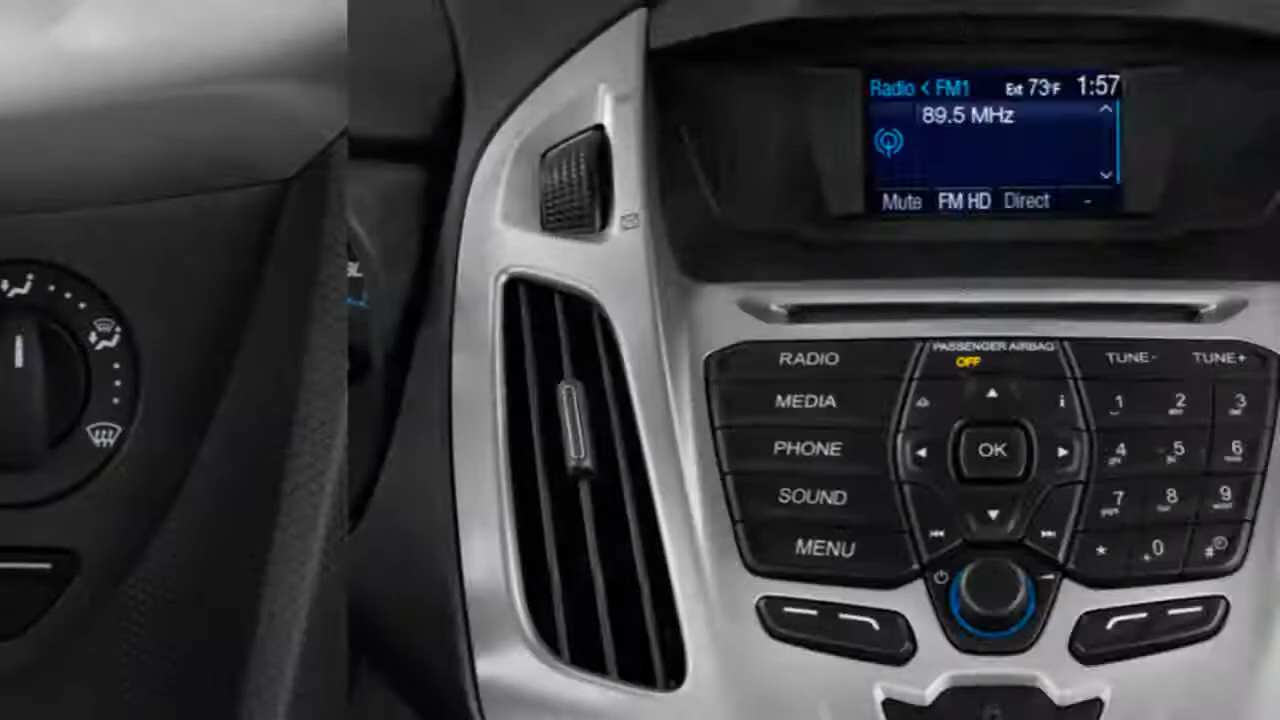 Radio < FM1 Ext 73°F 1:57
89.5 MHz
Mute FM HD Direct -
PASSENGER AIRBAG
OFF
RADIO
MEDIA
PHONE
SOUND
MENU
OK
i
TUNE- TUNE+
1 2 3
4 5 6
7 8 9
* 0 #